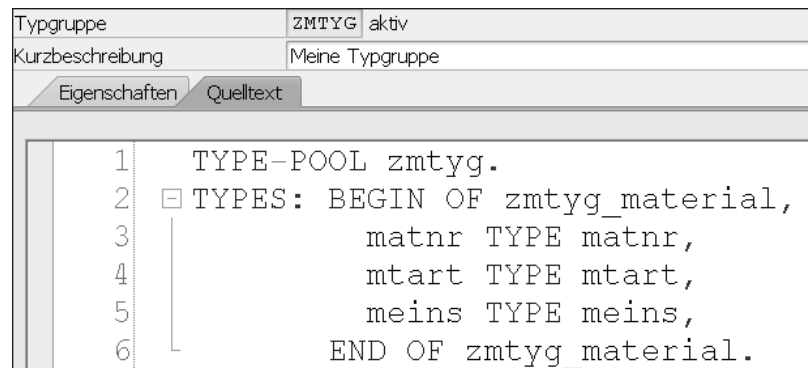 Typgruppe ZMTYG aktiv
Kurzbeschreibung Meine Typgruppe
Eigenschaften Quelltext
1 TYPE-POOL zmtyg.
2 TYPES: BEGIN OF zmtyg_material,
3 matnr TYPE matnr,
4 mtart TYPE mtart,
5 meins TYPE meins,
6 END OF zmtyg_material.